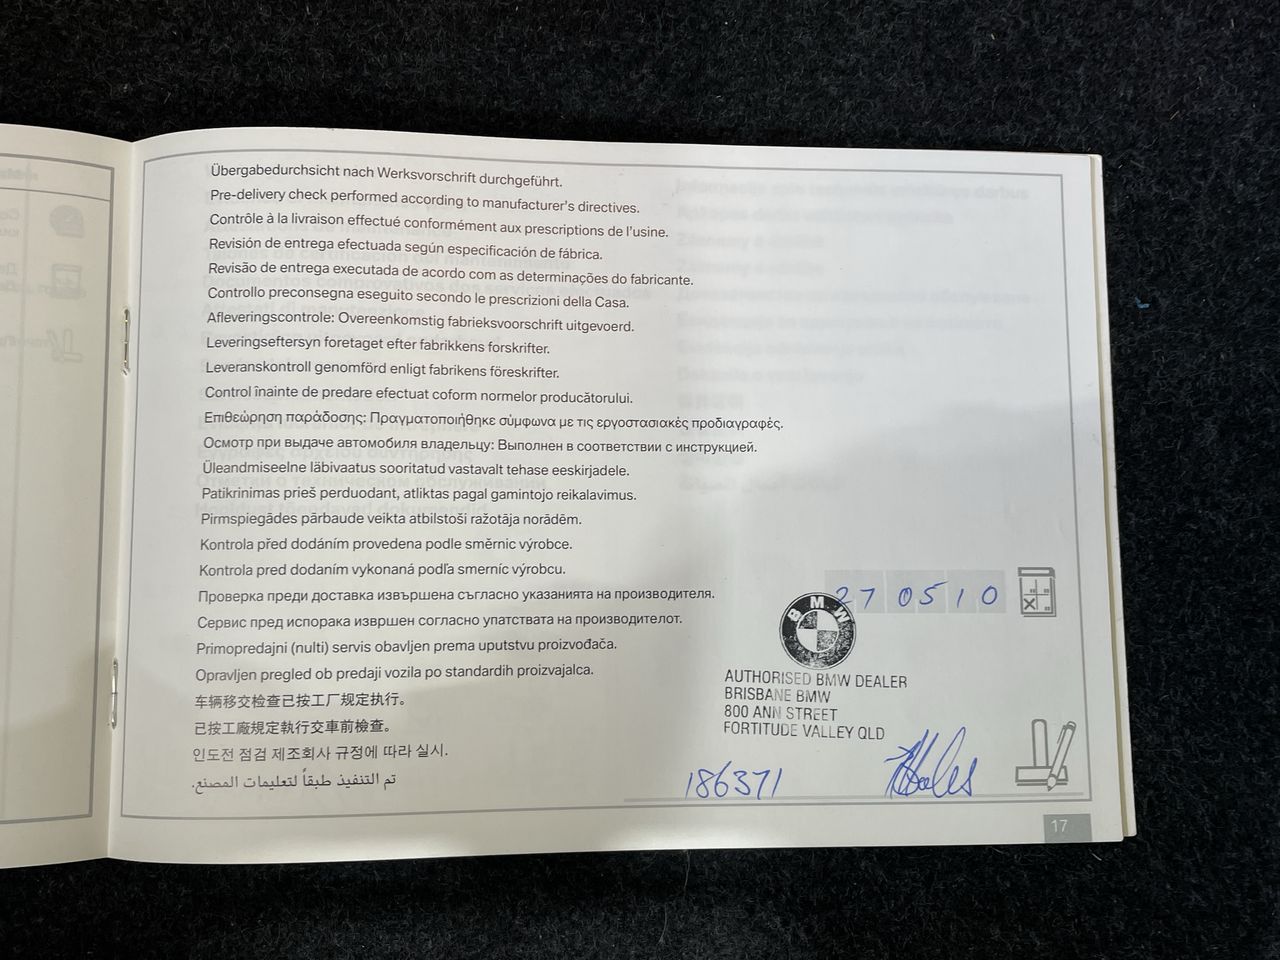 Übergabedurchsicht nach Werksvorschrift durchgeführt.
Pre-delivery check performed according to manufacturer's directives.
Contrôle à la livraison effectué conformément aux prescriptions de l'usine.
Revisión de entrega efectuada según especificación de fábrica.
Revisão de entrega executada de acordo com as determinações do fabricante.
Controllo preconsegna eseguito secondo le prescrizioni della Casa.
Afleveringscontrole: Overeenkomstig fabrieksvoorschrift uitgevoerd.
Leveringseftersyn foretaget efter fabrikkens forskrifter.
Leveranskontroll genomförd enligt fabrikens föreskrifter.
Control înainte de predare efectuat coform normelor producătorului.
Επιθεώρηση παράδοσης: Πραγματοποιήθηκε σύμφωνα με τις εργοστασιακές προδιαγραφές.
Осмотр при выдаче автомобиля владельцу: Выполнен в соответствии с инструкцией.
Üleandmiseelne läbivaatus sooritatud vastavalt tehase eeskirjadele.
Patikrinimas prieš perduodant, atliktas pagal gamintojo reikalavimus.
Pirmspiegādes pārbaude veikta atbilstoši ražotāja norādēm.
Kontrola před dodáním provedena podle směrnic výrobce.
Kontrola pred dodaním vykonaná podľa smerníc výrobcu.
Проверка преди доставка извършена съгласно указанията на производителя.
Сервис пред испорака извршен согласно упатствата на производителот.
Primopredajni (nulti) servis obavljen prema uputstvu proizvođača.
Opravljen pregled ob predaji vozila po standardih proizvajalca.
车辆移交检查已按工厂规定执行。
已按工廠規定執行交車前檢查。
인도전 점검 제조회사 규정에 따라 실시.
تم التنفيذ طبقاً لتعليمات المصنع.
27 05 10
BMW
AUTHORISED BMW DEALER
BRISBANE BMW
800 ANN STREET
FORTITUDE VALLEY QLD
186371
17